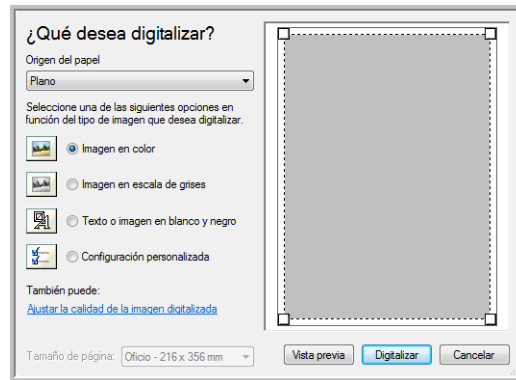 ¿Qué desea digitalizar?
Origen del papel
Plano
Seleccione una de las siguientes opciones en
función del tipo de imagen que desea digitalizar.
Imagen en color
Imagen en escala de grises
Texto o imagen en blanco y negro
Configuración personalizada
También puede:
Ajustar la calidad de la imagen digitalizada
Tamaño de página: Oficio - 216 x 356 mm
Vista previa Digitalizar Cancelar